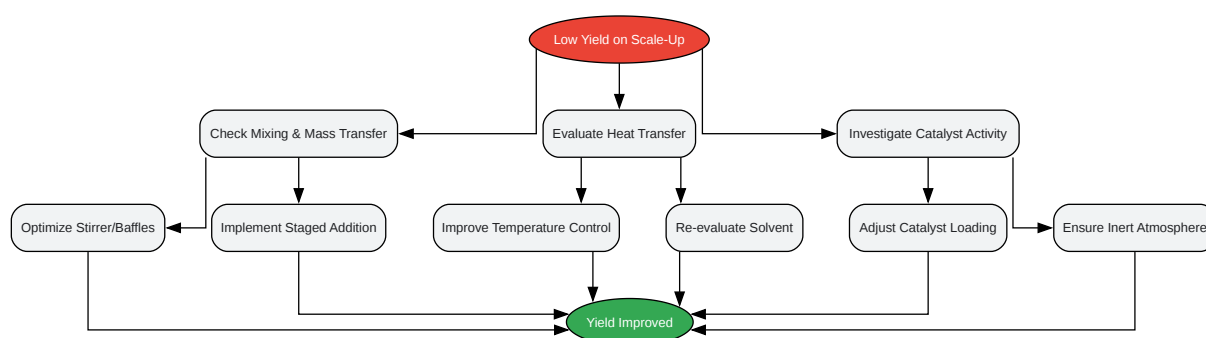 Low Yield on Scale-Up
Check Mixing & Mass Transfer
Evaluate Heat Transfer
Investigate Catalyst Activity
Optimize Stirrer/Baffles
Implement Staged Addition
Improve Temperature Control
Re-evaluate Solvent
Adjust Catalyst Loading
Ensure Inert Atmosphere
Yield Improved